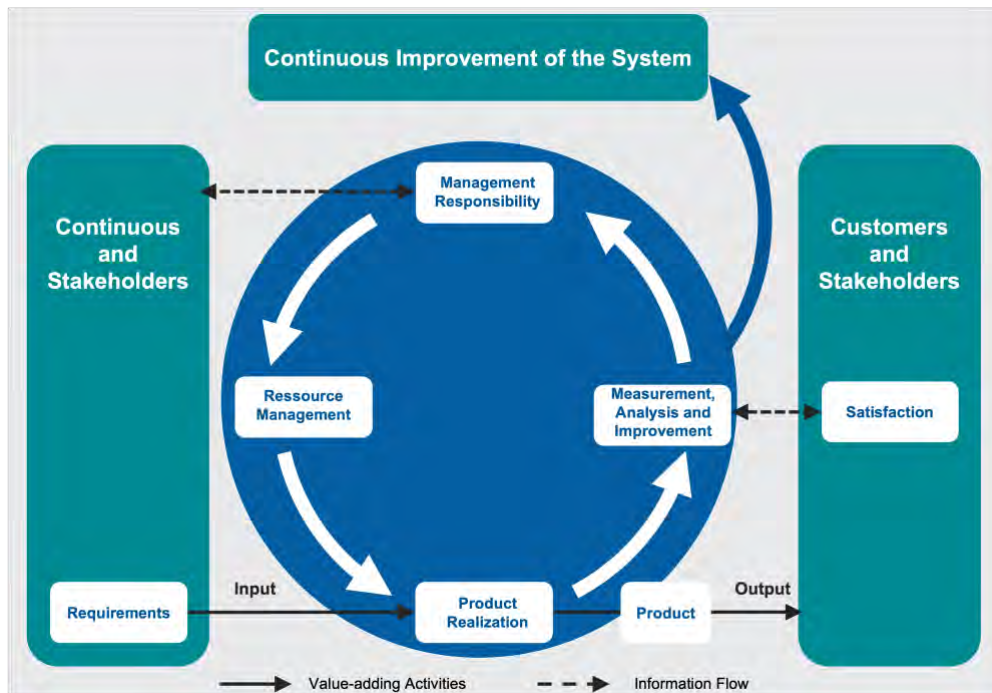 Continuous Improvement of the System
Management
Responsibility
Continuous
and
Stakeholders
Customers
and
Stakeholders
Ressource
Management
Measurement,
Analysis and
Improvement
Satisfaction
Input
Output
Requirements
Product
Realization
Product
Value-adding Activities
Information Flow